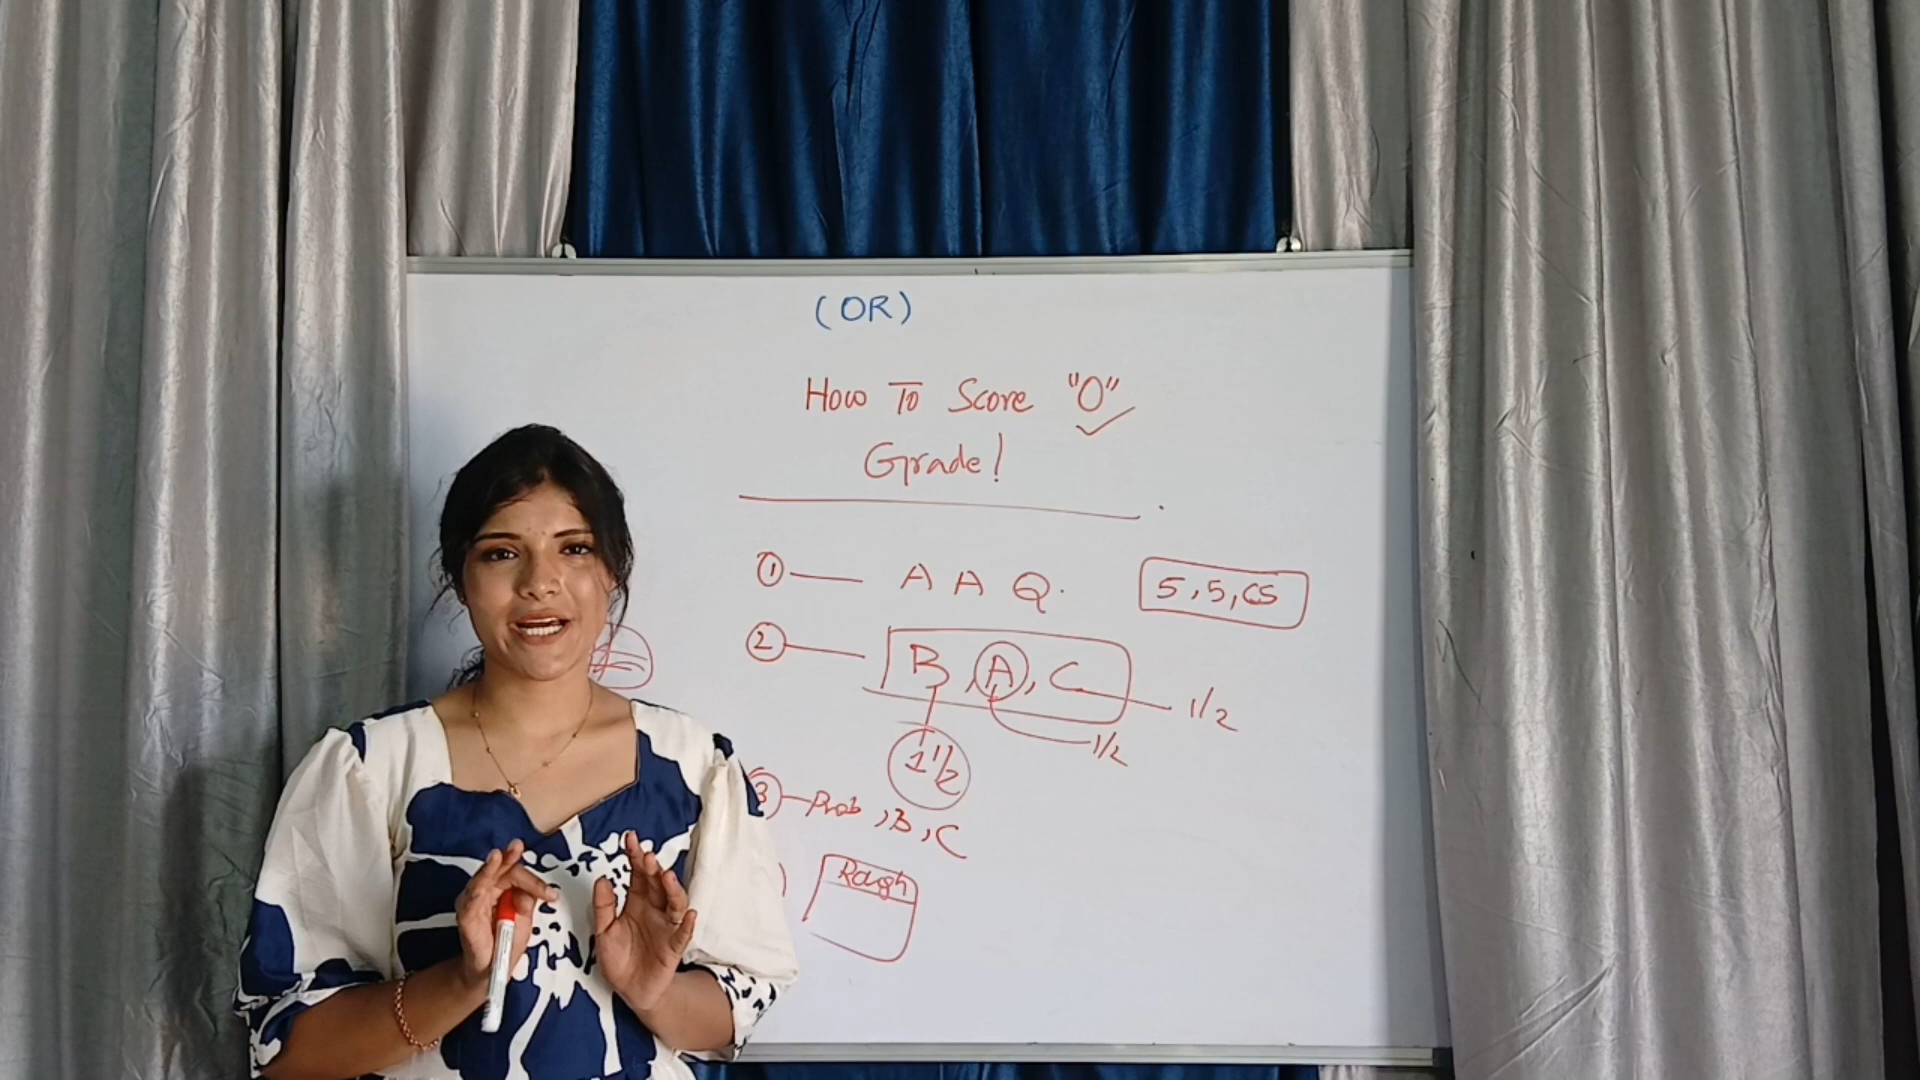 (OR)
How To Score "O"
Grade!
① — A A Q. 5,5,CS
② — B, A, C — 1/2
1/2
1 1/2
3 — Prob, B, C
Rough